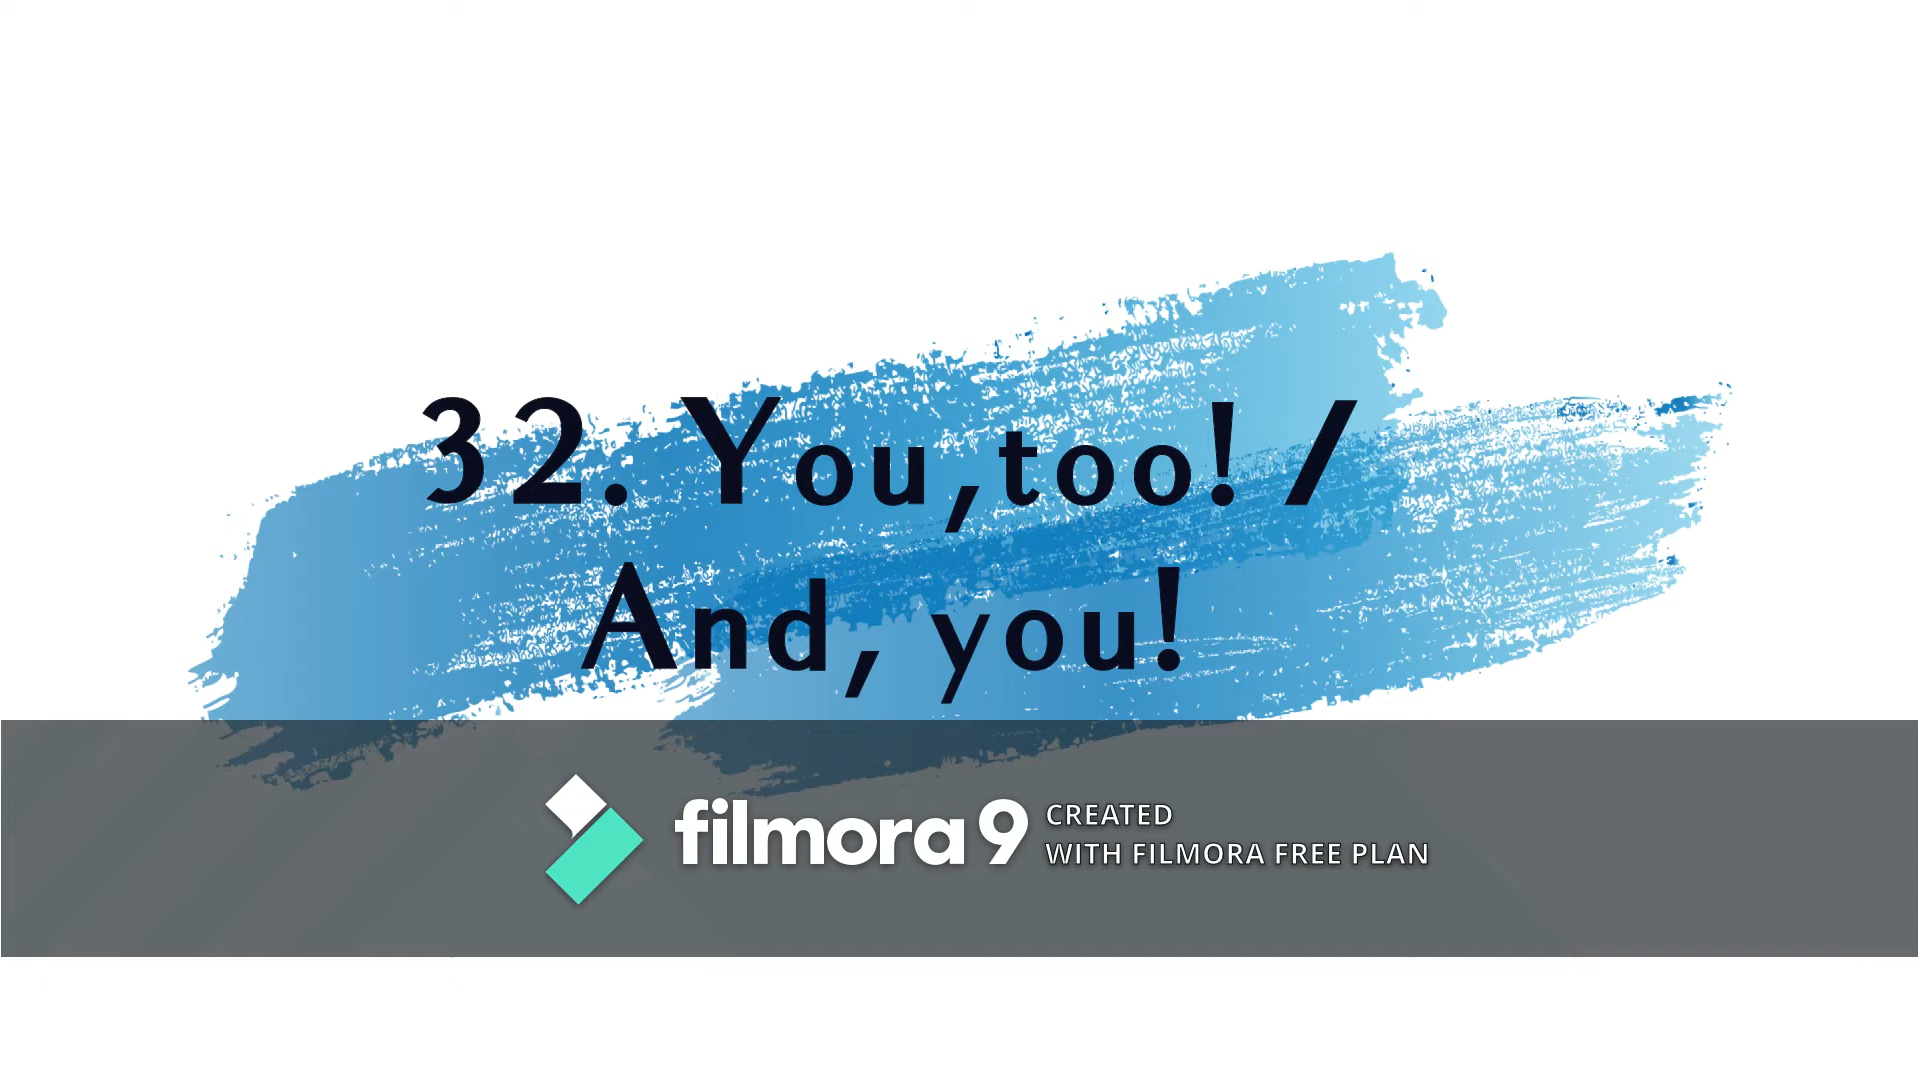 32. You,too! /
And, you!
filmora 9
CREATED
WITH FILMORA FREE PLAN